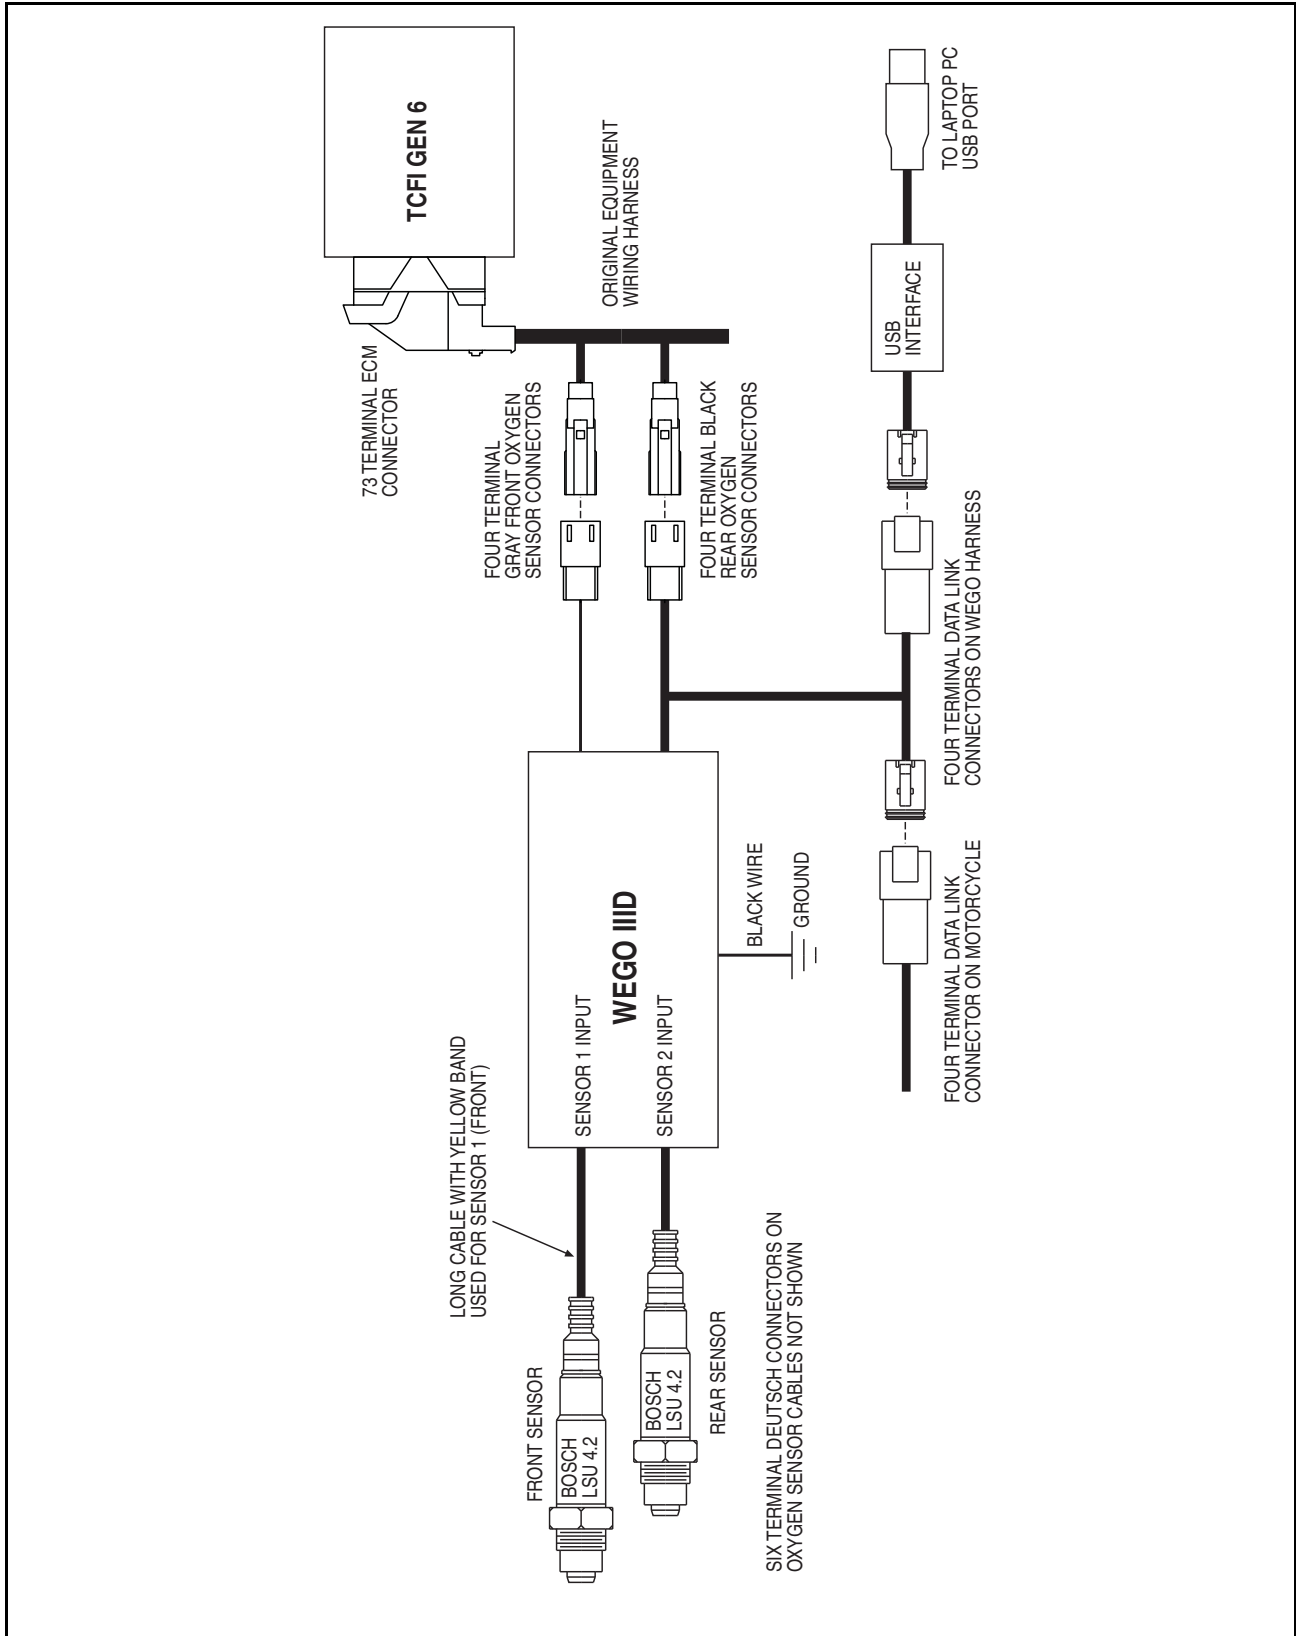 TCFI GEN 6
73 TERMINAL ECM
CONNECTOR
ORIGINAL EQUIPMENT
WIRING HARNESS
TO LAPTOP PC
USB PORT
USB
INTERFACE
FOUR TERMINAL
GRAY FRONT OXYGEN
SENSOR CONNECTORS
FOUR TERMINAL BLACK
REAR OXYGEN
SENSOR CONNECTORS
FOUR TERMINAL DATA LINK
CONNECTORS ON WEGO HARNESS
WEGO IIID
SENSOR 1 INPUT
SENSOR 2 INPUT
BLACK WIRE
GROUND
FOUR TERMINAL DATA LINK
CONNECTOR ON MOTORCYCLE
LONG CABLE WITH YELLOW BAND
USED FOR SENSOR 1 (FRONT)
FRONT SENSOR
BOSCH
LSU 4.2
BOSCH
LSU 4.2
REAR SENSOR
SIX TERMINAL DEUTSCH CONNECTORS ON
OXYGEN SENSOR CABLES NOT SHOWN